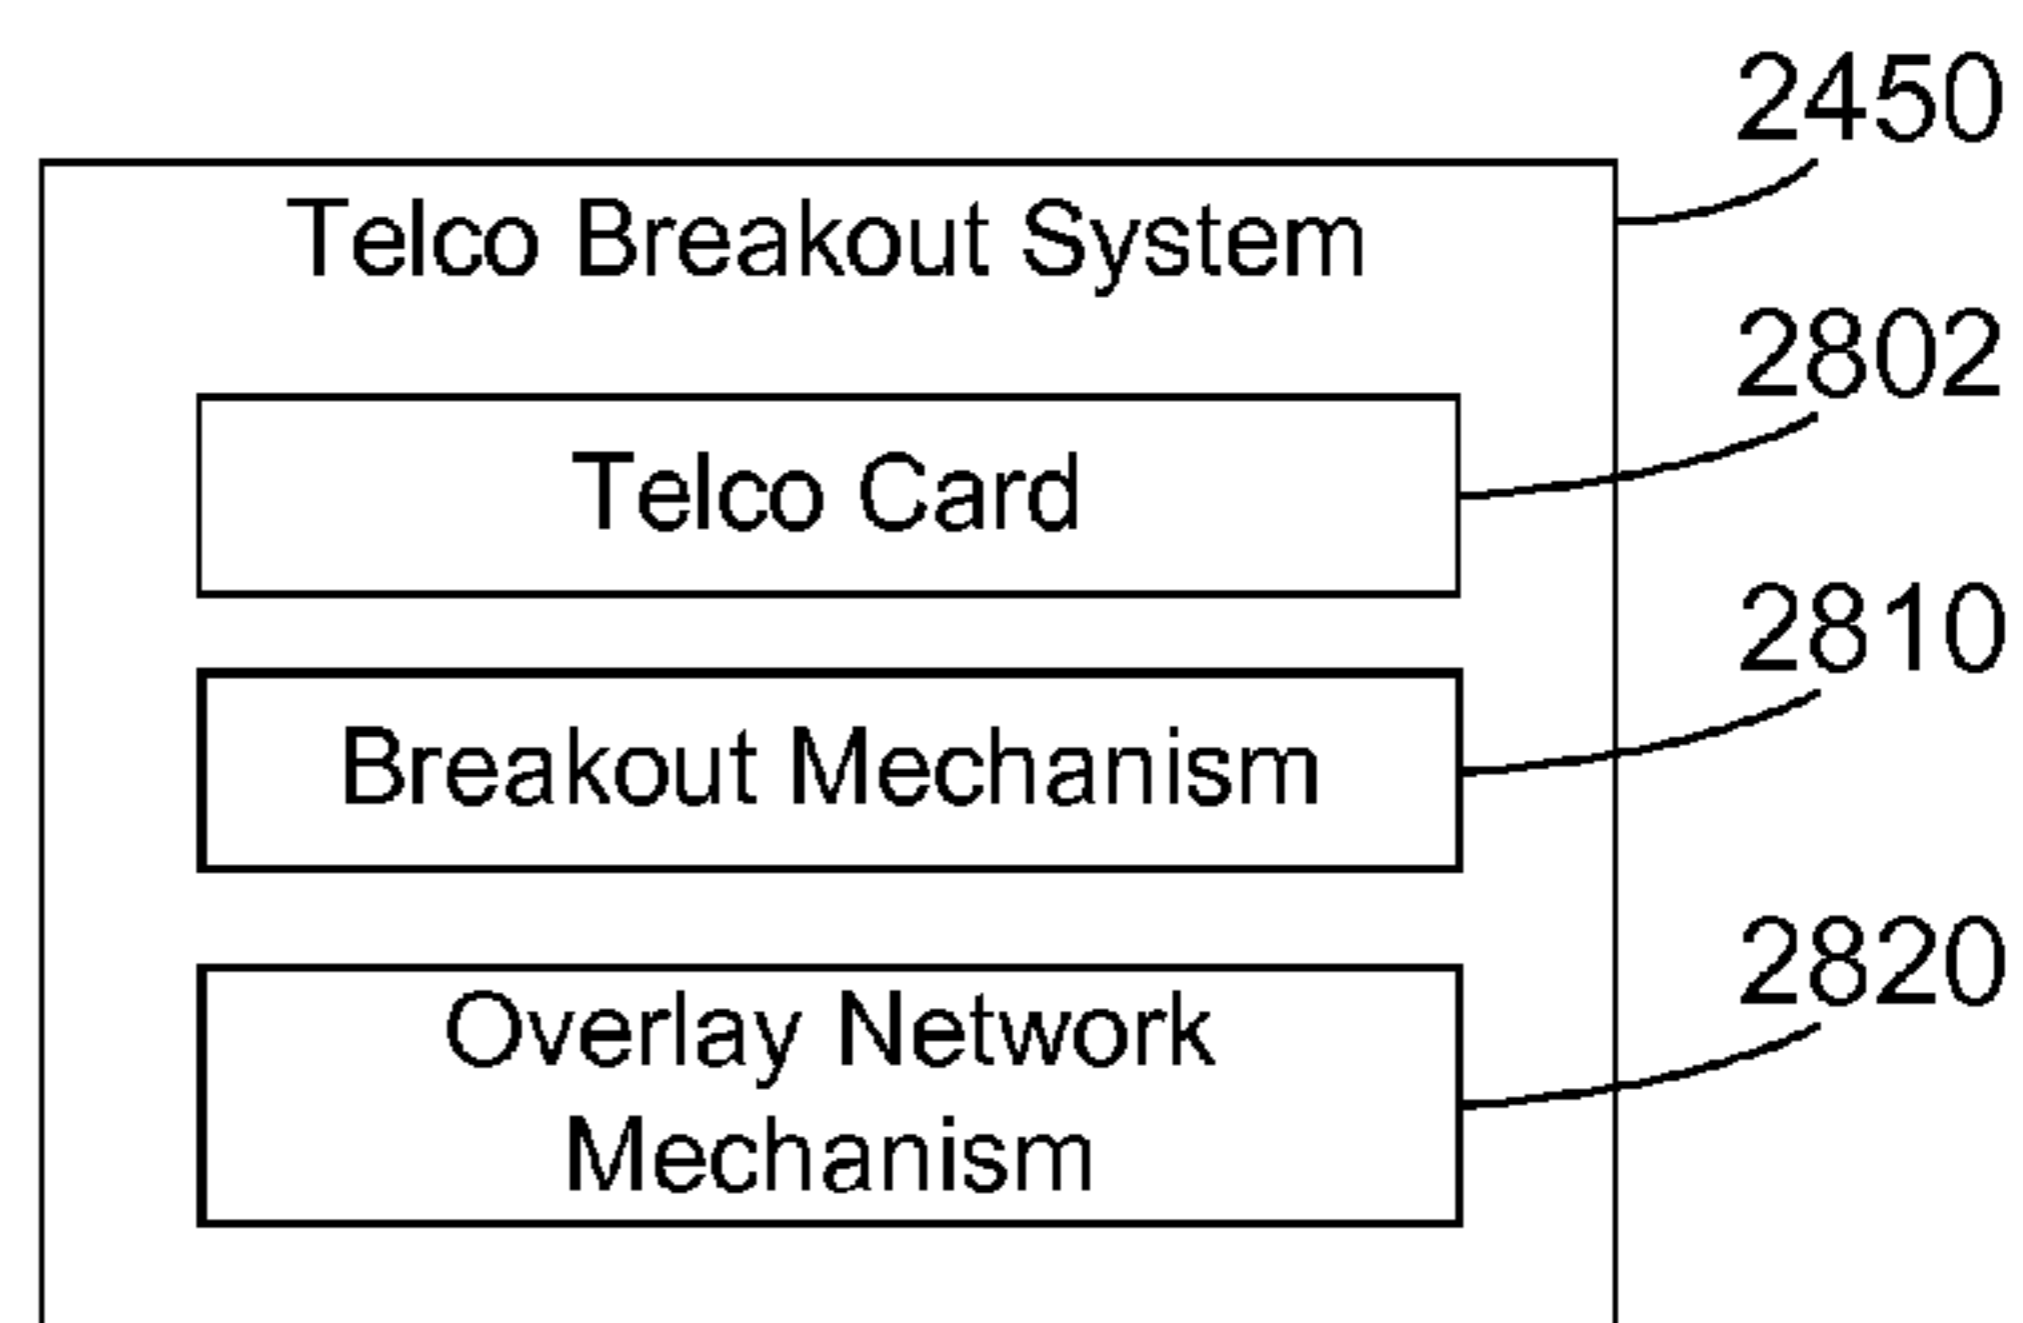 2450
Telco Breakout System
2802
Telco Card
2810
Breakout Mechanism
2820
Overlay Network
Mechanism